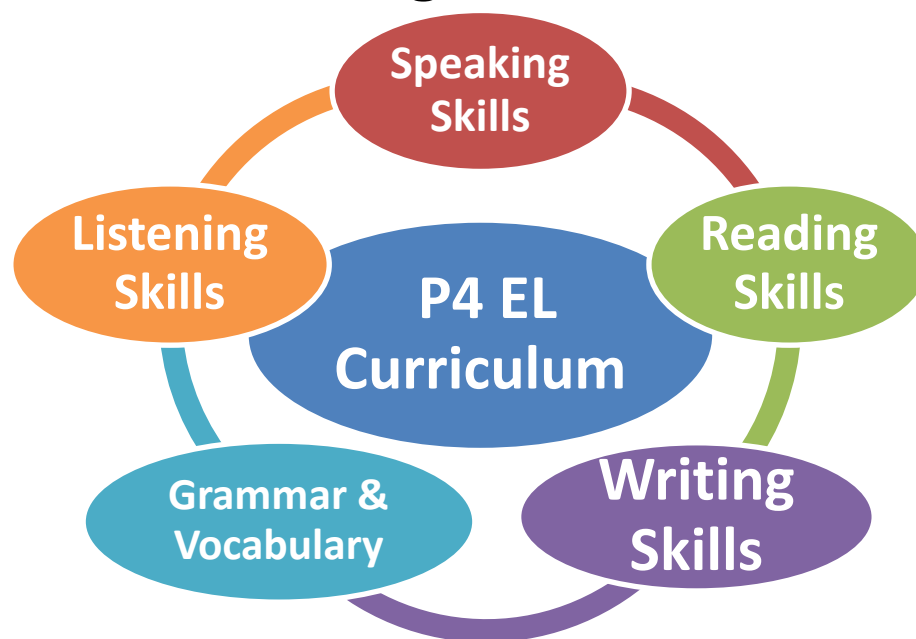 Speaking
Skills
Listening
Skills
Reading
Skills
P4 EL
Curriculum
Grammar &
Vocabulary
Writing
Skills